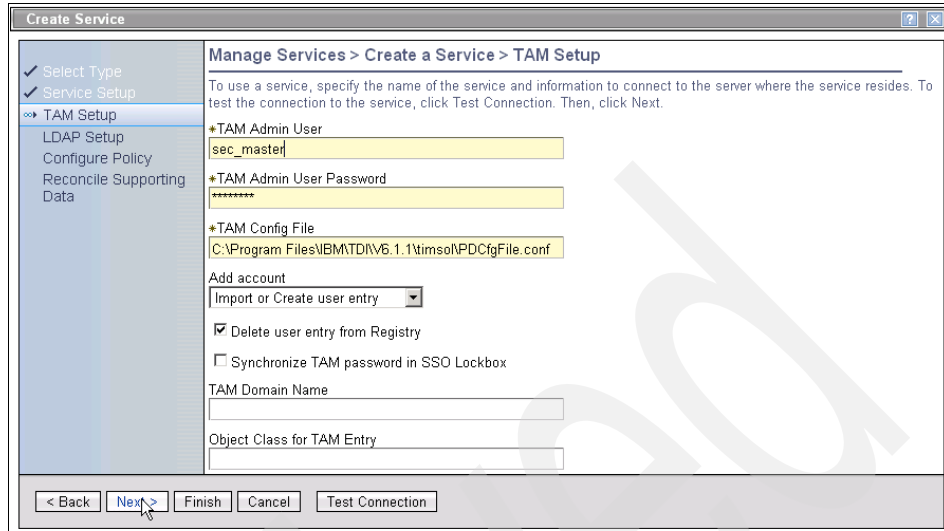 Create Service
? X
Manage Services > Create a Service > TAM Setup
Select Type
Service Setup
TAM Setup
LDAP Setup
Configure Policy
Reconcile Supporting
Data
To use a service, specify the name of the service and information to connect to the server where the service resides. To
test the connection to the service, click Test Connection. Then, click Next.
*TAM Admin User
sec_master
*TAM Admin User Password
********
*TAM Config File
C:\Program Files\IBM\TDI\V6.1.1\timsol\PDCfgFile.conf
Add account
Import or Create user entry
Delete user entry from Registry
Synchronize TAM password in SSO Lockbox
TAM Domain Name
Object Class for TAM Entry
< Back Next > Finish Cancel Test Connection